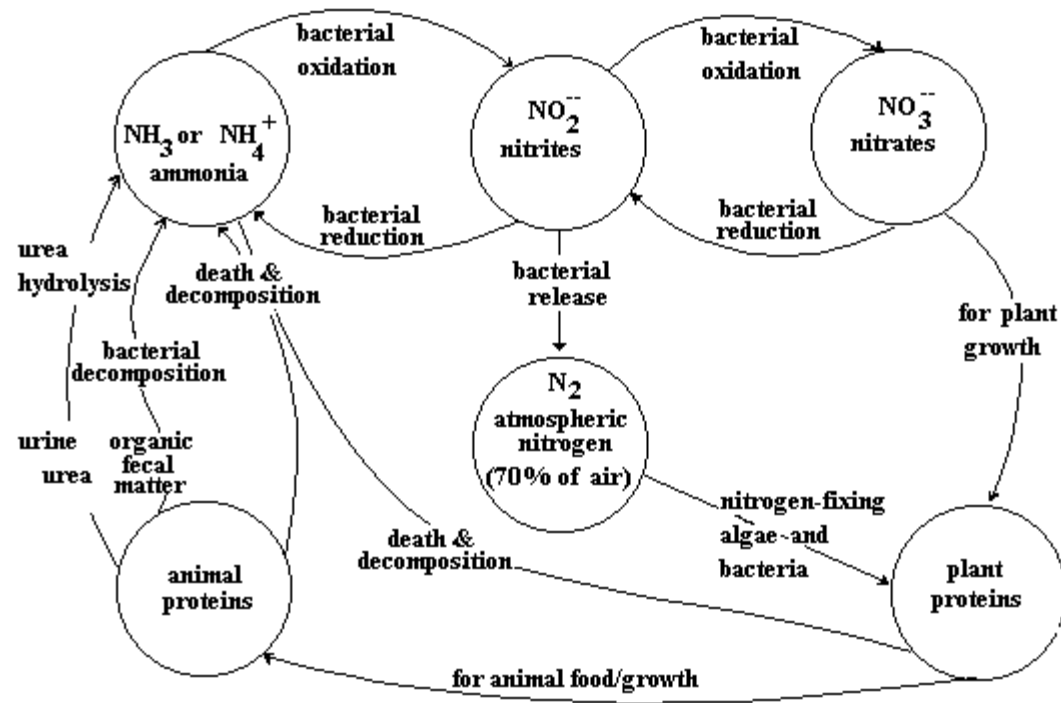 bacterial
oxidation
bacterial
oxidation
NH3 or NH4+
ammonia
NO2--
nitrites
NO3--
nitrates
bacterial
reduction
bacterial
reduction
urea
hydrolysis
death &
decomposition
bacterial
release
for plant
growth
bacterial
decomposition
N2
atmospheric
nitrogen
(70% of air)
urine
urea
organic
fecal
matter
nitrogen-fixing
algae and
bacteria
death &
decomposition
animal
proteins
plant
proteins
for animal food/growth